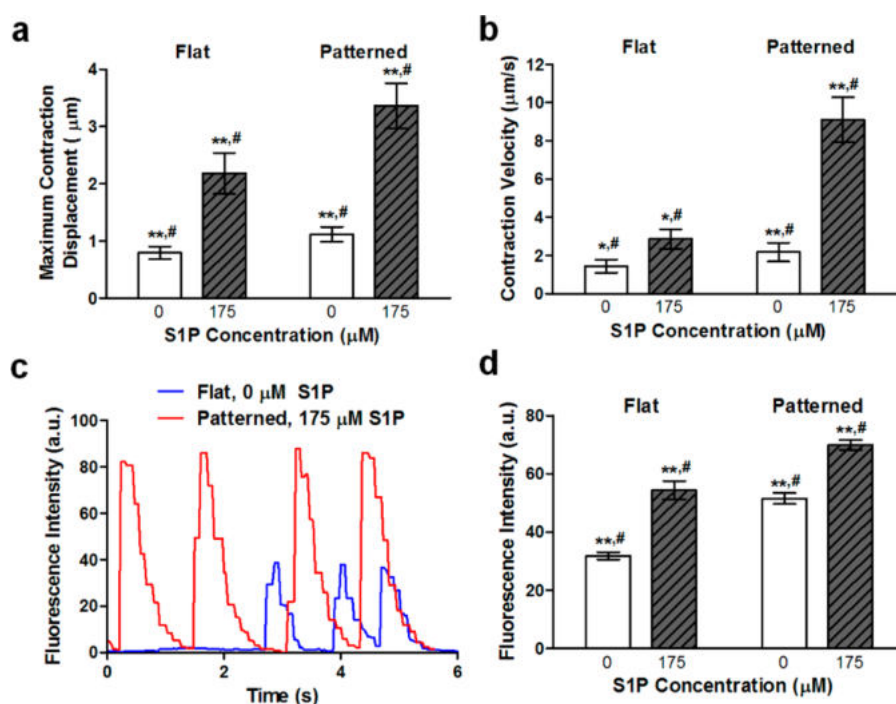 a
Flat Patterned
Maximum Contraction
Displacement ( μm)
4
3
2
1
0
**,#
**,#
**,#
**,#
0 175 0 175
S1P Concentration (μM)
b
Flat Patterned
Contraction Velocity (μm/s)
12
10
8
6
4
2
0
*,#
*,#
**,#
**,#
0 175 0 175
S1P Concentration (μM)
c
Flat, 0 μM S1P
Patterned, 175 μM S1P
Fluorescence Intensity (a.u.)
100
80
60
40
20
0
0 2 4 6
Time (s)
d
Flat Patterned
Fluorescence Intensity (a.u.)
80
60
40
20
0
**,#
**,#
**,#
**,#
0 175 0 175
S1P Concentration (μM)